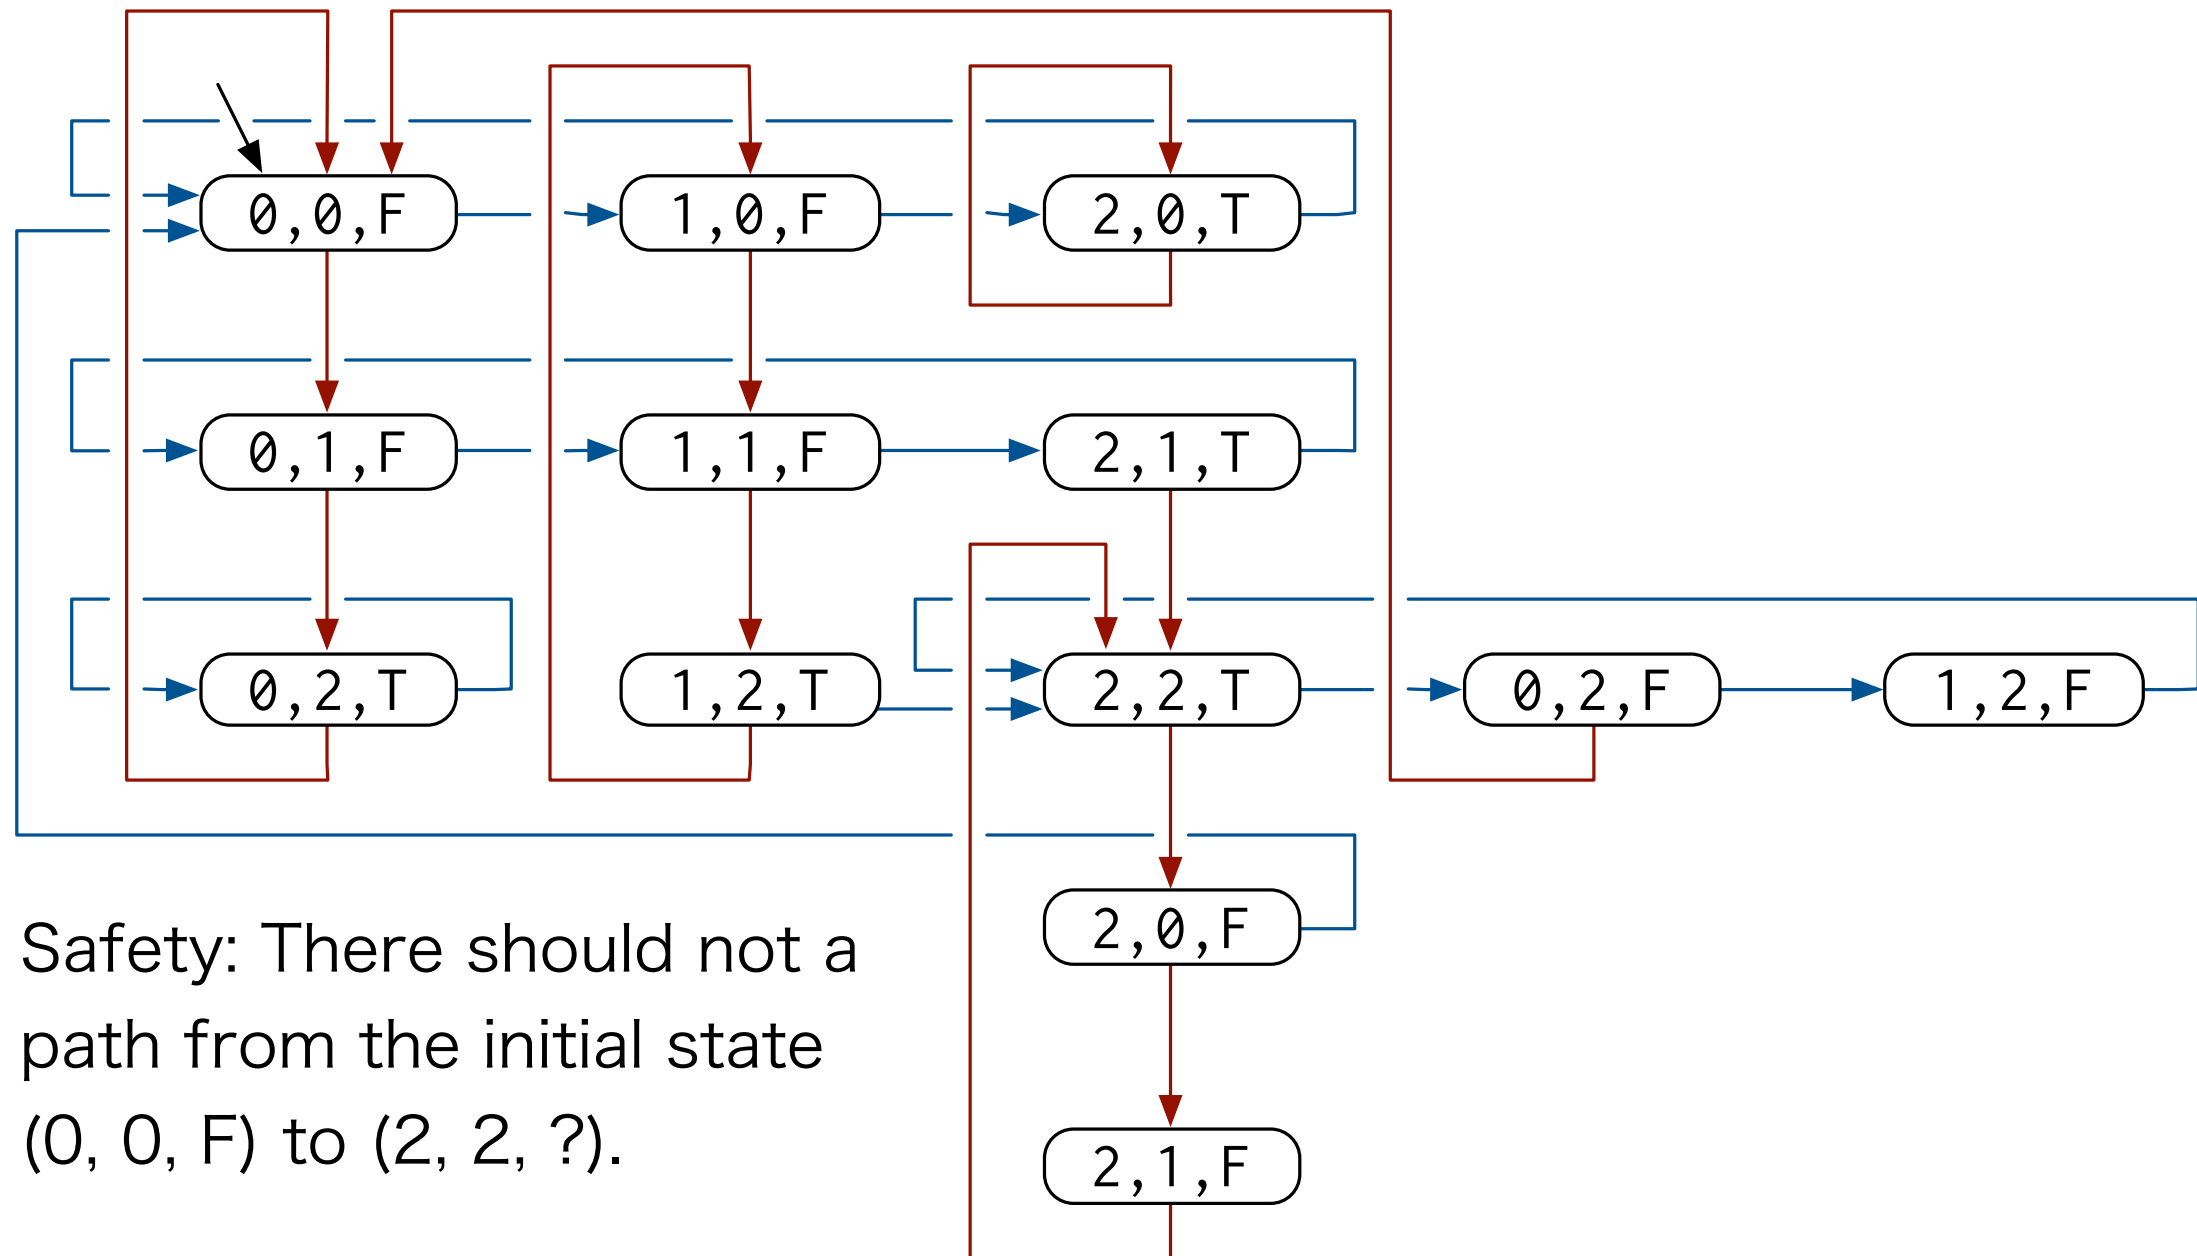 0,0,F
1,0,F
2,0,T
0,1,F
1,1,F
2,1,T
0,2,T
1,2,T
2,2,T
0,2,F
1,2,F
2,0,F
2,1,F
Safety: There should not a
path from the initial state
(0, 0, F) to (2, 2, ?).